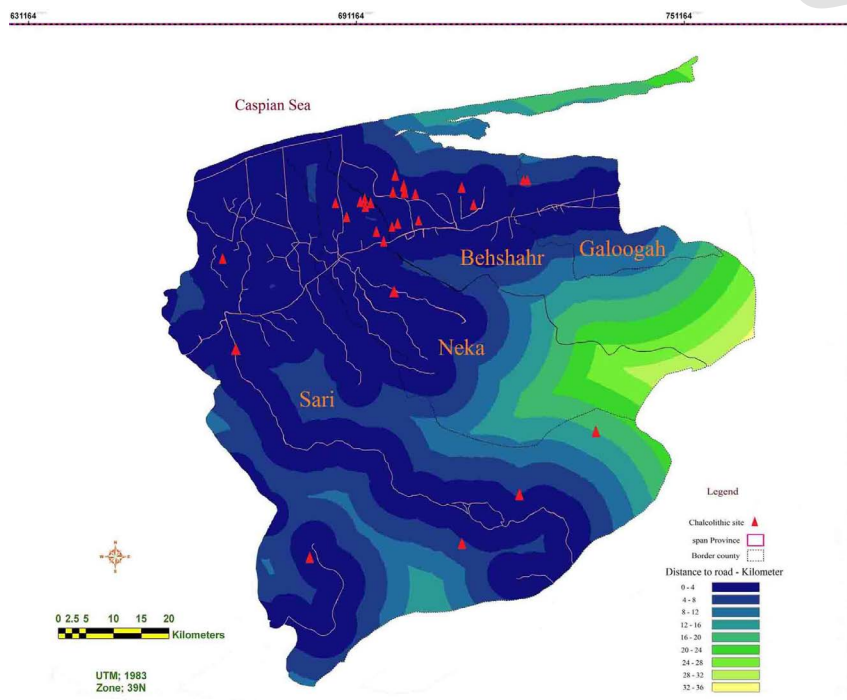 631164 691164 751164
Caspian Sea
Behshahr
Galoogah
Neka
Sari
Legend
Chalcolithic site
span Province
Border county
Distance to road - Kilometer
0 - 4
4 - 8
8 - 12
12 - 16
16 - 20
20 - 24
24 - 28
28 - 32
32 - 36
0 2.5 5 10 15 20
Kilometers
UTM; 1983
Zone; 39N